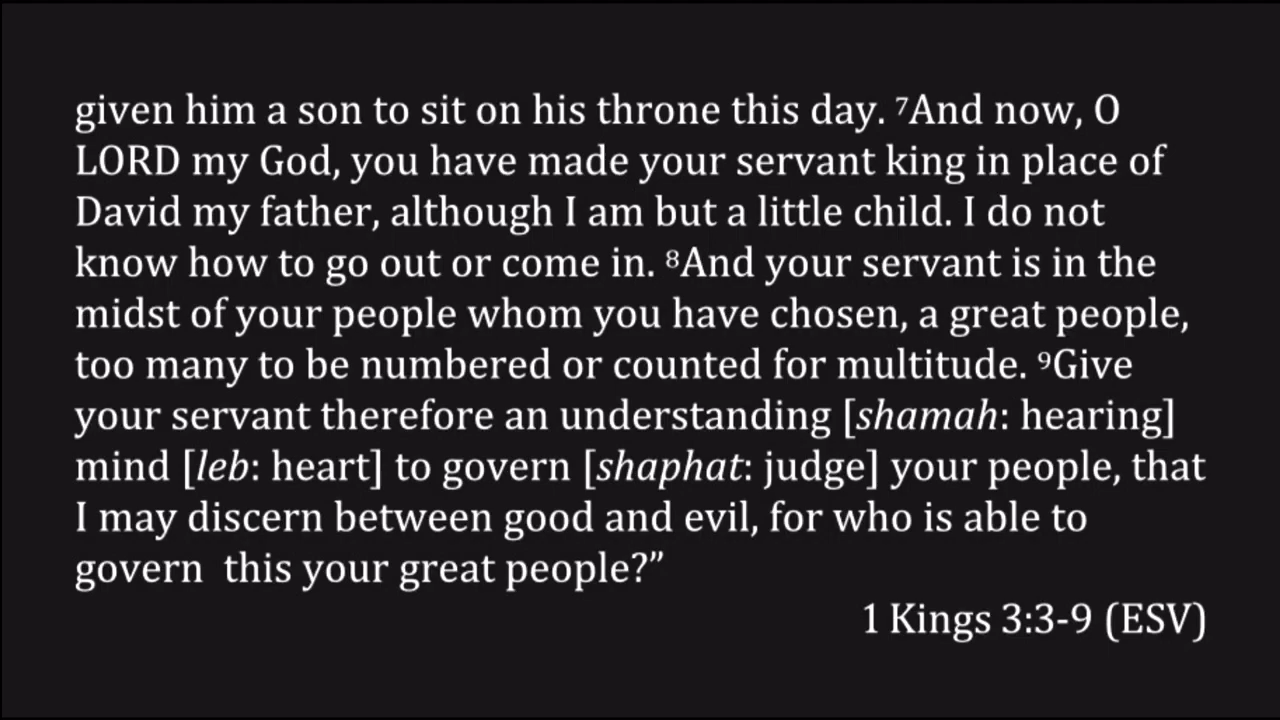 given him a son to sit on his throne this day. ⁷And now, O
LORD my God, you have made your servant king in place of
David my father, although I am but a little child. I do not
know how to go out or come in. ⁸And your servant is in the
midst of your people whom you have chosen, a great people,
too many to be numbered or counted for multitude. ⁹Give
your servant therefore an understanding [shamah: hearing]
mind [leb: heart] to govern [shaphat: judge] your people, that
I may discern between good and evil, for who is able to
govern  this your great people?”
1 Kings 3:3-9 (ESV)